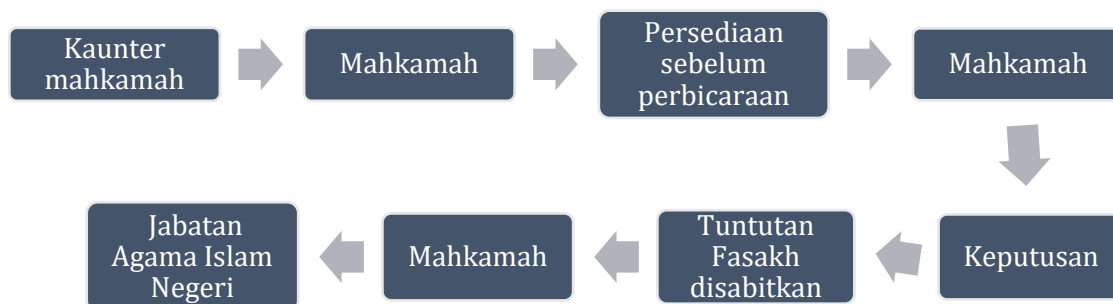 Kaunter
mahkamah
Mahkamah
Persediaan
sebelum
perbicaraan
Mahkamah
Keputusan
Tuntutan
Fasakh
disabitkan
Mahkamah
Jabatan
Agama Islam
Negeri